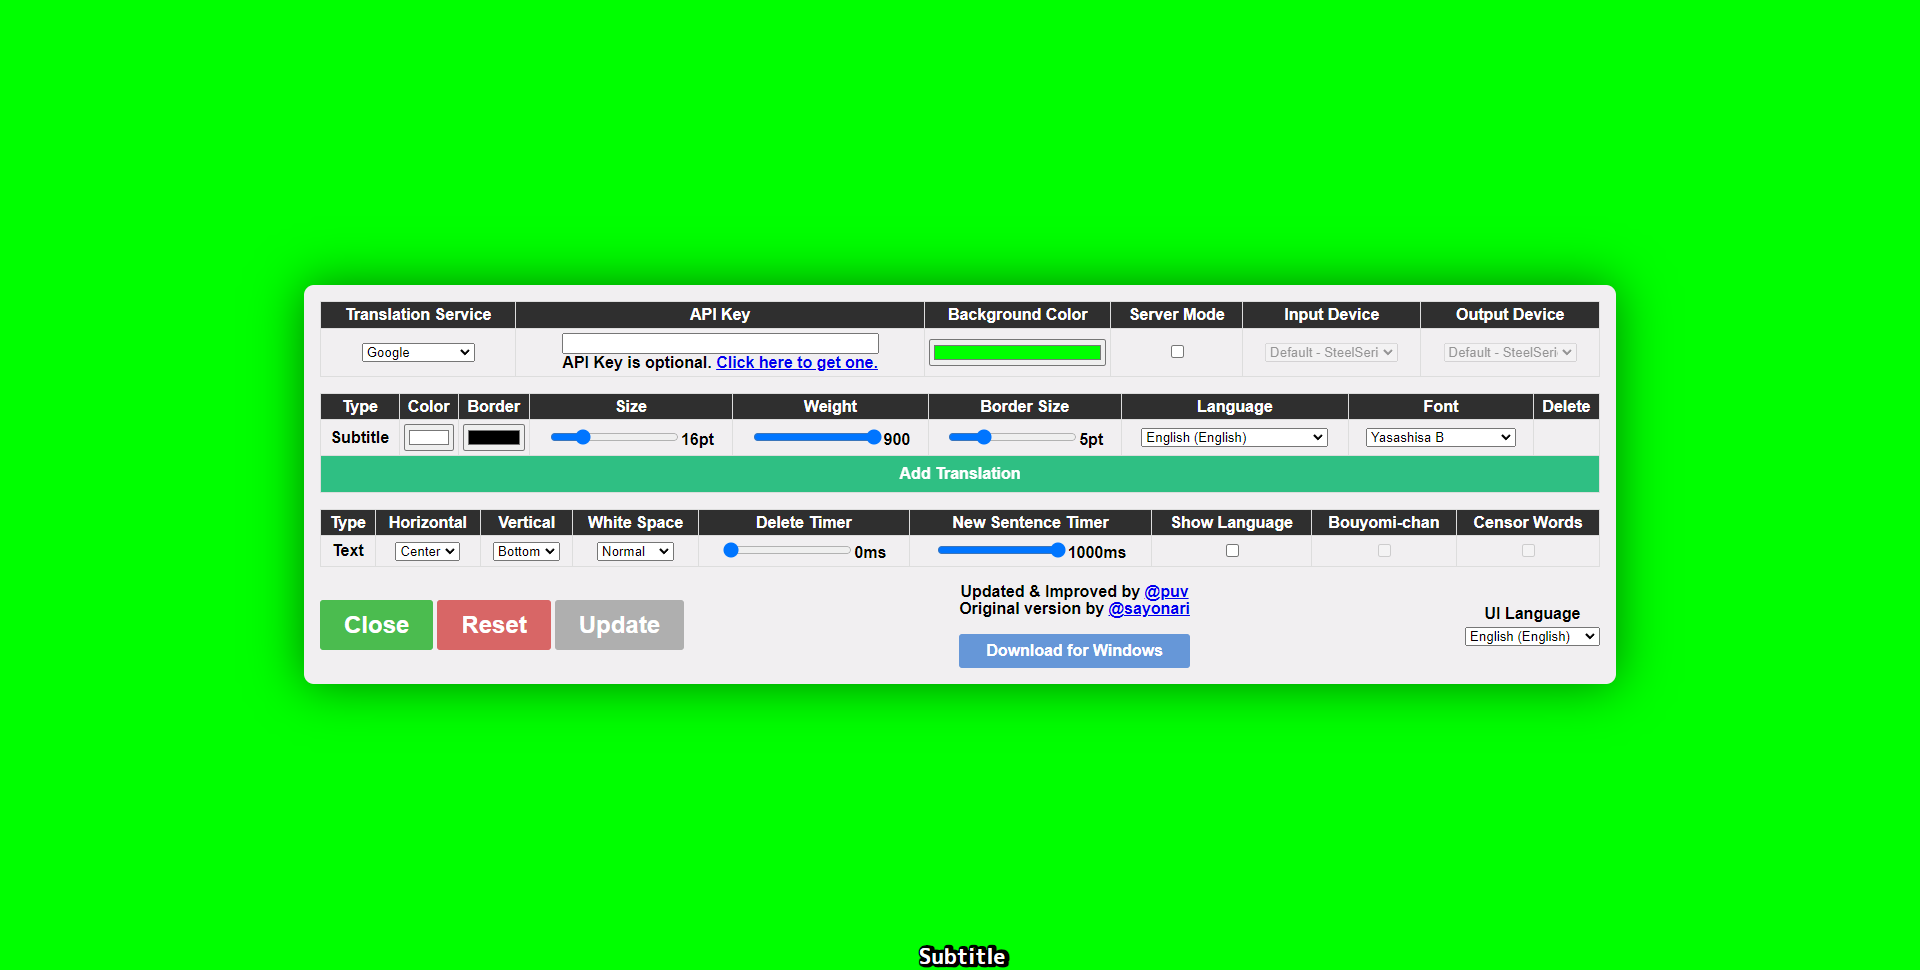 Translation Service API Key Background Color Server Mode Input Device Output Device
Google Default - SteelSeri Default - SteelSeri
API Key is optional. Click here to get one.
Type Color Border Size Weight Border Size Language Font Delete
Subtitle 16pt 900 5pt English (English) Yasashisa B
Add Translation
Type Horizontal Vertical White Space Delete Timer New Sentence Timer Show Language Bouyomi-chan Censor Words
Text Center Bottom Normal 0ms 1000ms
Updated & Improved by @puv
Original version by @sayonari
Close Reset Update
Download for Windows
UI Language
English (English)
Subtitle